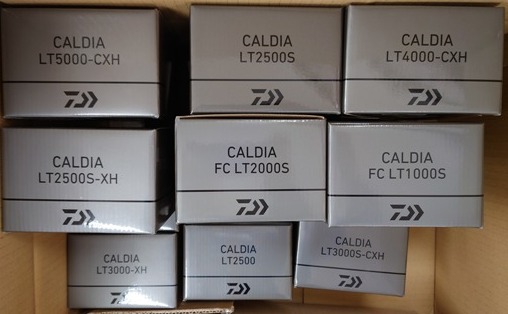 CALDIA
LT5000-CXH
CALDIA
LT2500S
CALDIA
LT4000-CXH
CALDIA
LT2500S-XH
CALDIA
FC LT2000S
CALDIA
FC LT1000S
CALDIA
LT3000-XH
CALDIA
LT2500
CALDIA
LT3000S-CXH